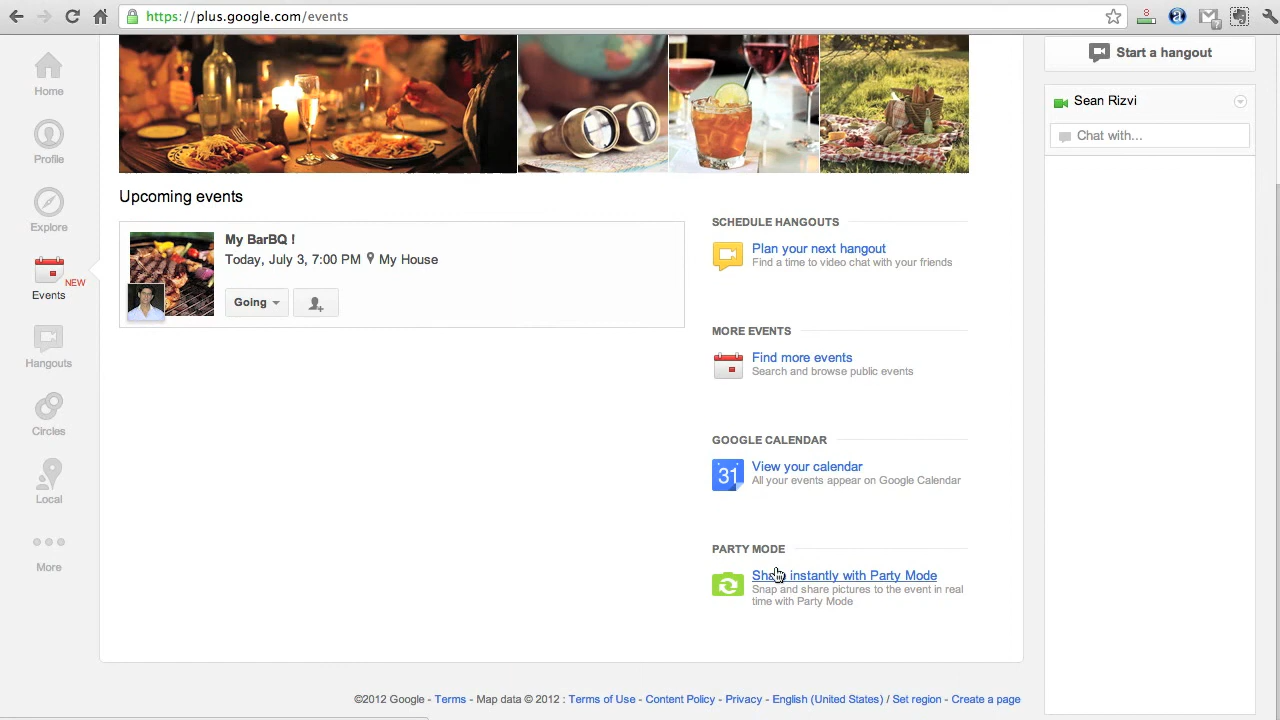 https://plus.google.com/events
Home
Profile
Explore
Events
NEW
Hangouts
Circles
Local
More
Upcoming events
My BarBQ !
Today, July 3, 7:00 PM My House
Going
SCHEDULE HANGOUTS
Plan your next hangout
Find a time to video chat with your friends
MORE EVENTS
Find more events
Search and browse public events
GOOGLE CALENDAR
31
View your calendar
All your events appear on Google Calendar
PARTY MODE
Share instantly with Party Mode
Snap and share pictures to the event in real
time with Party Mode
Start a hangout
Sean Rizvi
Chat with...
©2012 Google - Terms - Map data © 2012 : Terms of Use - Content Policy - Privacy - English (United States) / Set region - Create a page